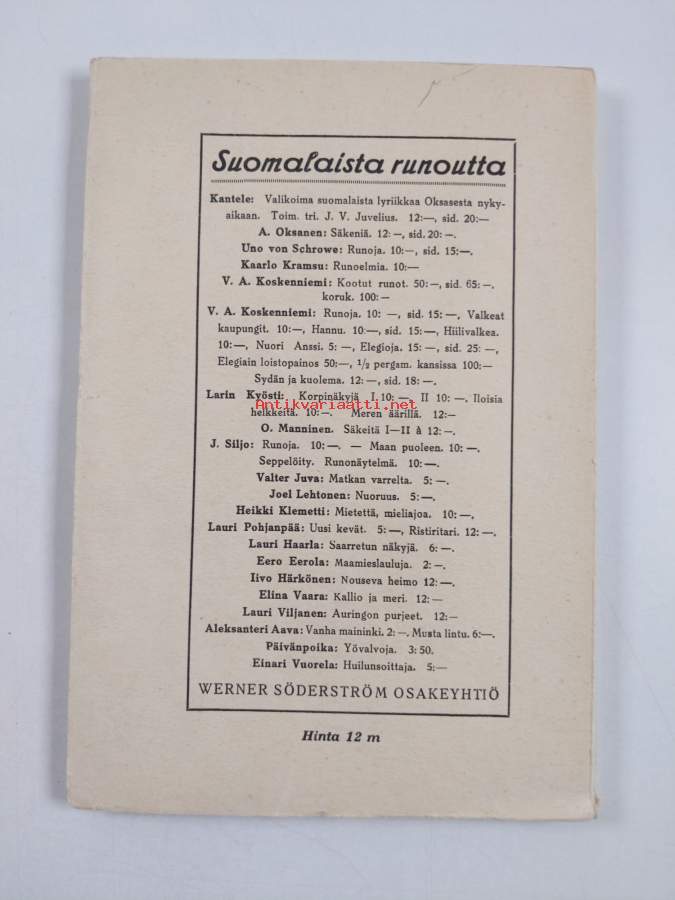 Suomalaista runoutta
Kantele: Valikoima suomalaista lyriikkaa Oksasesta nyky-
aikaan. Toim. tri. J. V. Juvelius. 12:—, sid. 20:—
A. Oksanen: Säkeniä. 12: —, sid. 20: —.
Uno von Schrowe: Runoja. 10: —, sid. 15: —.
Kaarlo Kramsu: Runoelmia. 10: —
V. A. Koskenniemi: Kootut runot. 50: —, sid. 65: —,
koruk. 100: —
V. A. Koskenniemi: Runoja. 10: —, sid. 15: —, Valkeat
kaupungit. 10: —, Hannu. 10: —, sid. 15: —, Hiilivalkea.
10: —, Nuori Anssi. 5: —, Elegioja. 15: —, sid. 25: —,
Elegiain loistopainos 50: —, ½ pergam. kansissa 100: —
Sydän ja kuolema. 12: —, sid. 18: —.
Larin Kyösti: Korpinäkyjä I 10: —. II 10: —. Iloisia
helkkeitä. 10: —. Meren äärillä. 12: —
Antikvariaatti.net
O. Manninen. Säkeitä I—II à 12: —.
J. Siljo: Runoja. 10: —. — Maan puoleen. 10: —.
Seppelöity. Runonäytelmä. 10: —.
Valter Juva: Matkan varrelta. 5: —.
Joel Lehtonen: Nuoruus. 5: —.
Heikki Klemetti: Mietettä, mieliajoa. 10: —.
Lauri Pohjanpää: Uusi kevät. 5: —, Ristiritari. 12: —.
Lauri Haarla: Saarretun näkyjä. 6: —.
Eero Eerola: Maamieslauluja. 2: —.
Iivo Härkönen: Nouseva heimo 12: —.
Elina Vaara: Kallio ja meri. 12: —
Lauri Viljanen: Auringon purjeet. 12: —
Aleksanteri Aava: Vanha maininki. 2: —. Musta lintu. 6: —.
Päivänpoika: Yövalvoja. 3: 50.
Einari Vuorela: Huilunsoittaja. 5: —
WERNER SÖDERSTRÖM OSAKEYHTIÖ
Hinta 12 m